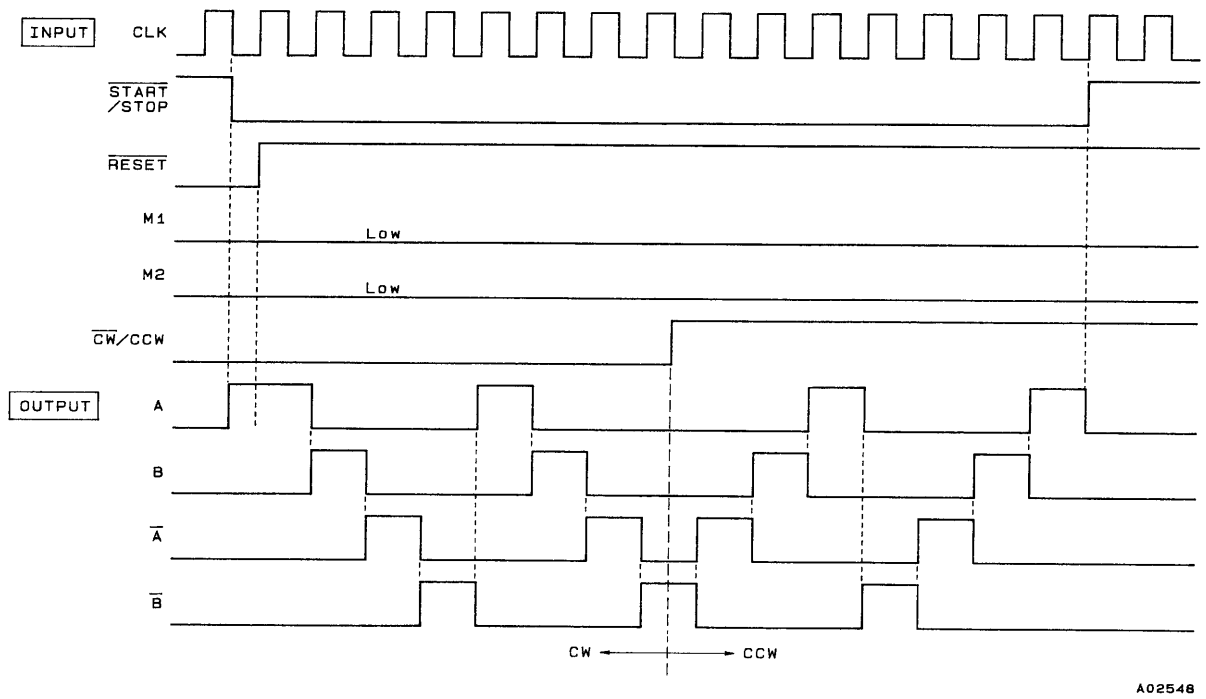 INPUT CLK
START
/STOP
RESET
M1
Low
M2
Low
CW/CCW
OUTPUT A
B
A
B
CW CCW
A02548